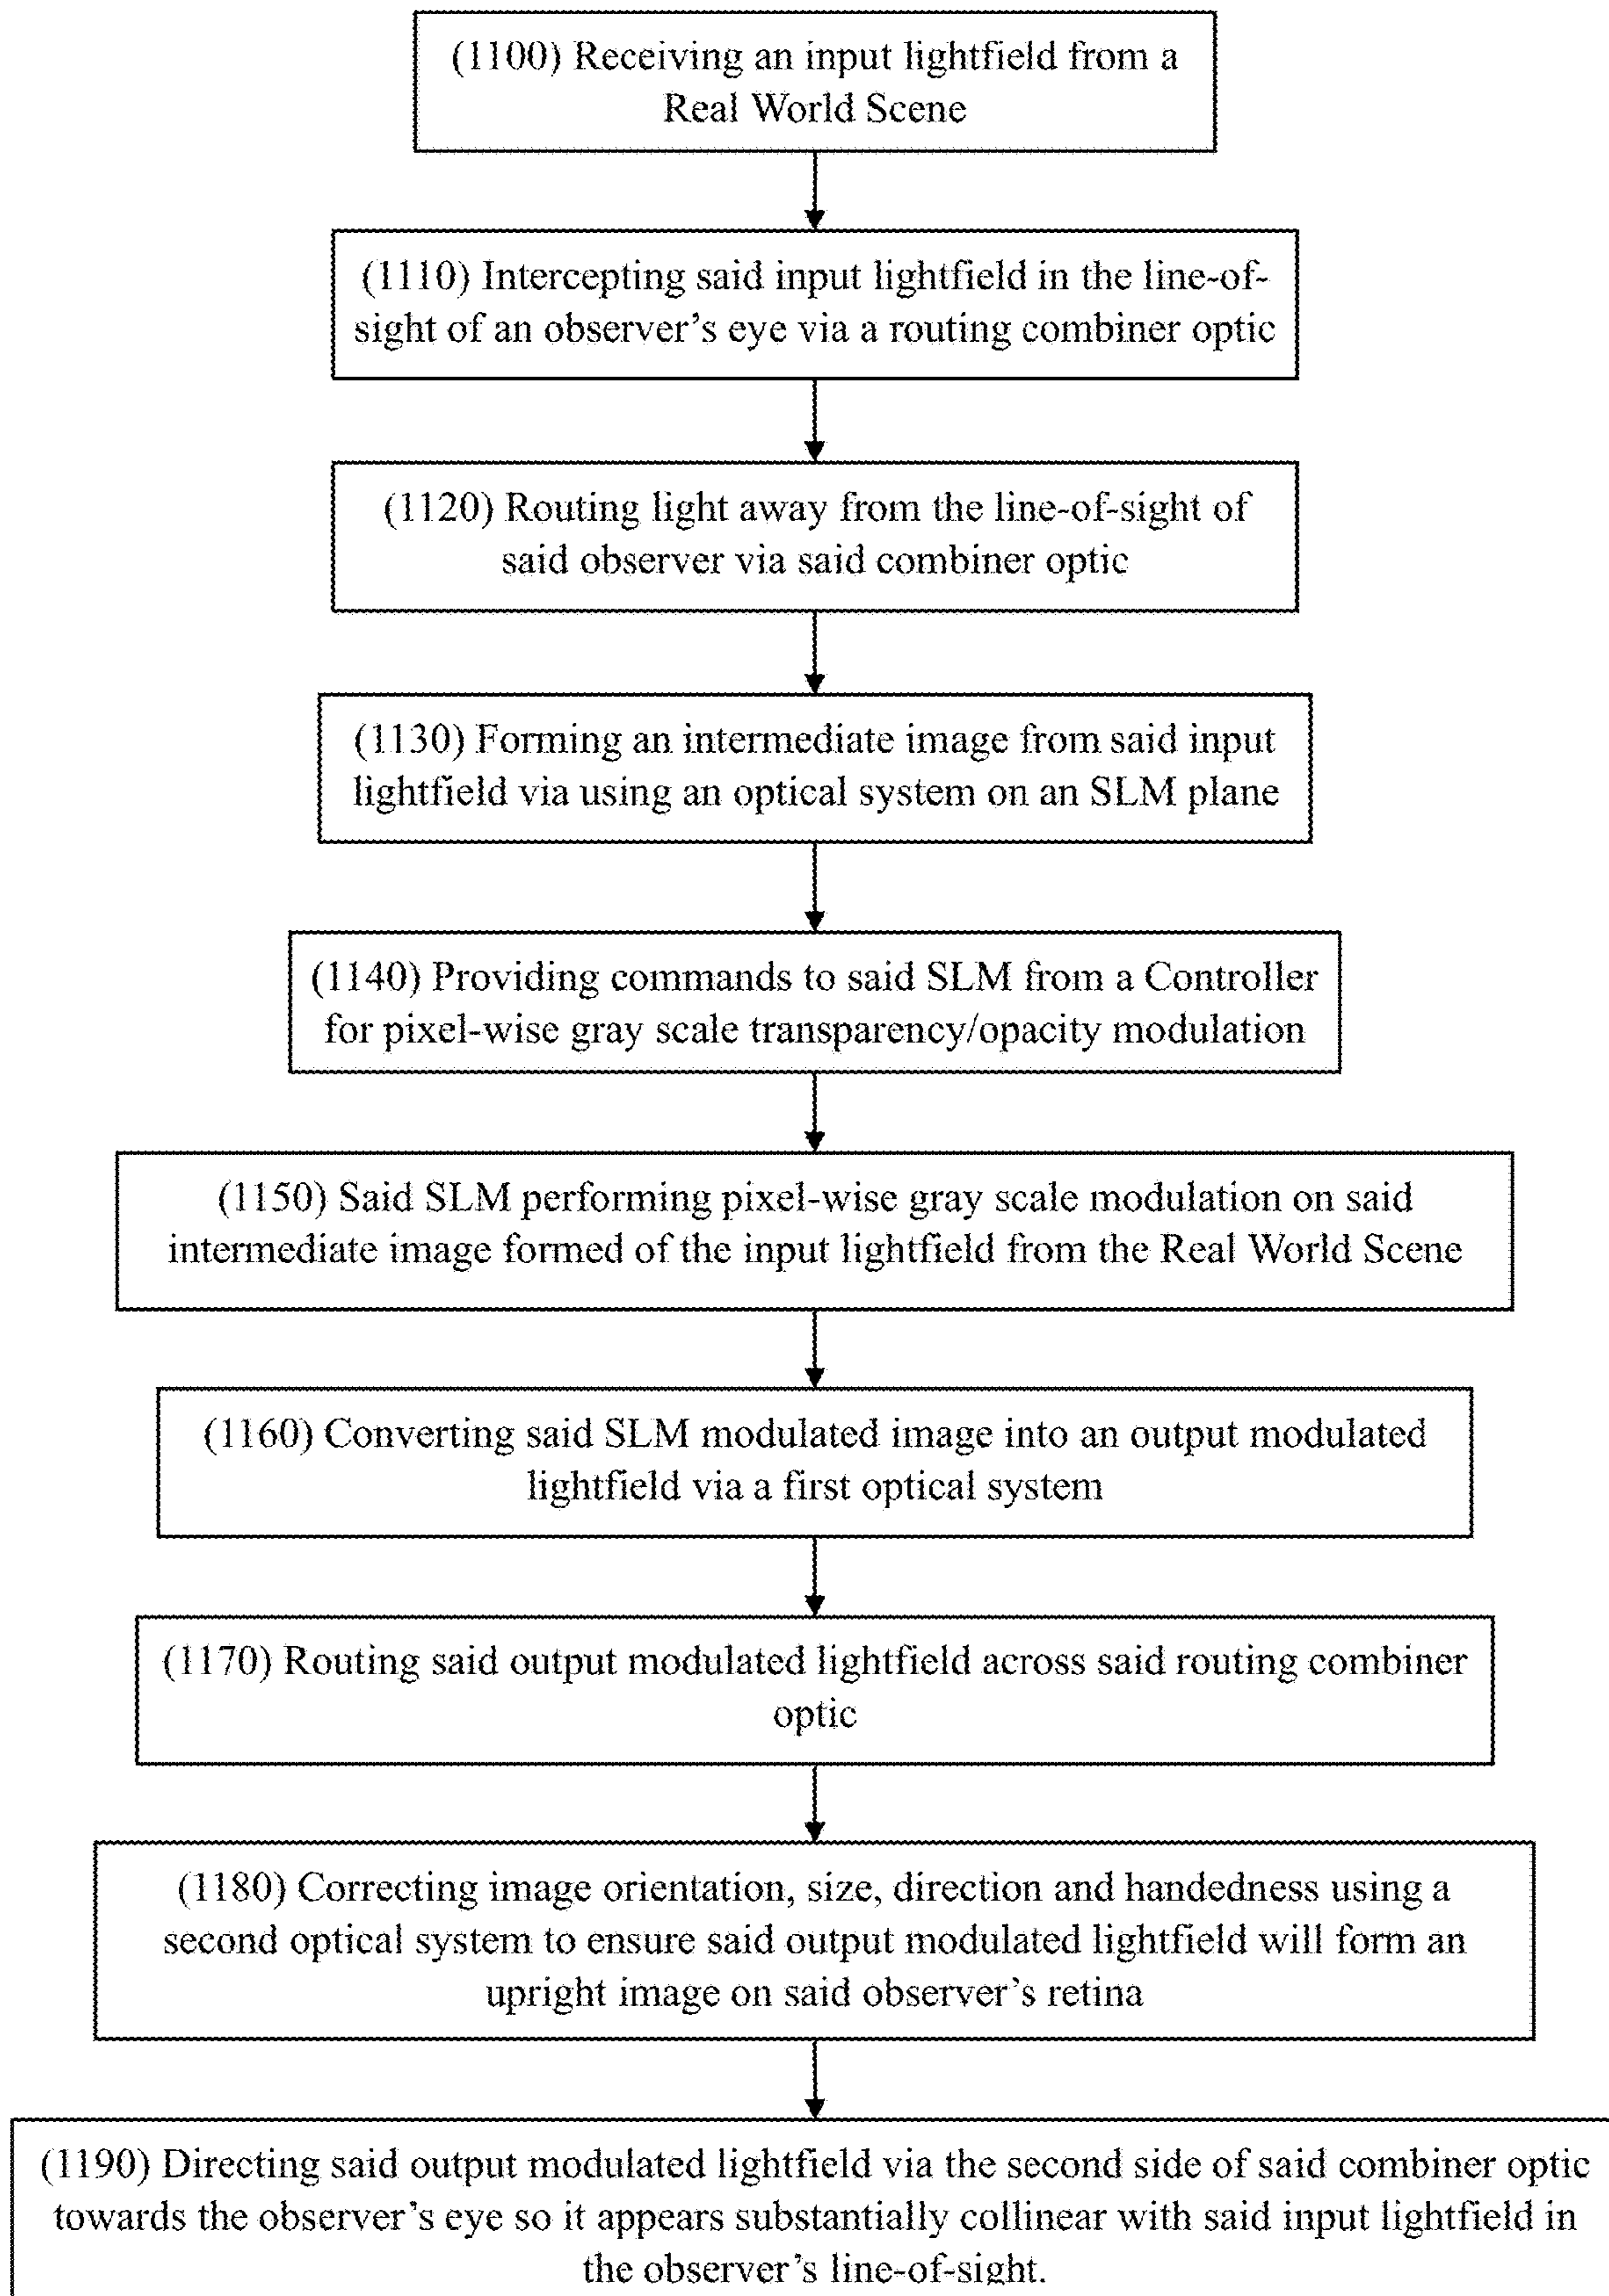 (1100) Receiving an input lightfield from a
Real World Scene
(1110) Intercepting said input lightfield in the line-of-
sight of an observer's eye via a routing combiner optic
(1120) Routing light away from the line-of-sight of
said observer via said combiner optic
(1130) Forming an intermediate image from said input
lightfield via using an optical system on an SLM plane
(1140) Providing commands to said SLM from a Controller
for pixel-wise gray scale transparency/opacity modulation
(1150) Said SLM performing pixel-wise gray scale modulation on said
intermediate image formed of the input lightfield from the Real World Scene
(1160) Converting said SLM modulated image into an output modulated
lightfield via a first optical system
(1170) Routing said output modulated lightfield across said routing combiner
optic
(1180) Correcting image orientation, size, direction and handedness using a
second optical system to ensure said output modulated lightfield will form an
upright image on said observer's retina
(1190) Directing said output modulated lightfield via the second side of said combiner optic
towards the observer's eye so it appears substantially collinear with said input lightfield in
the observer's line-of-sight.